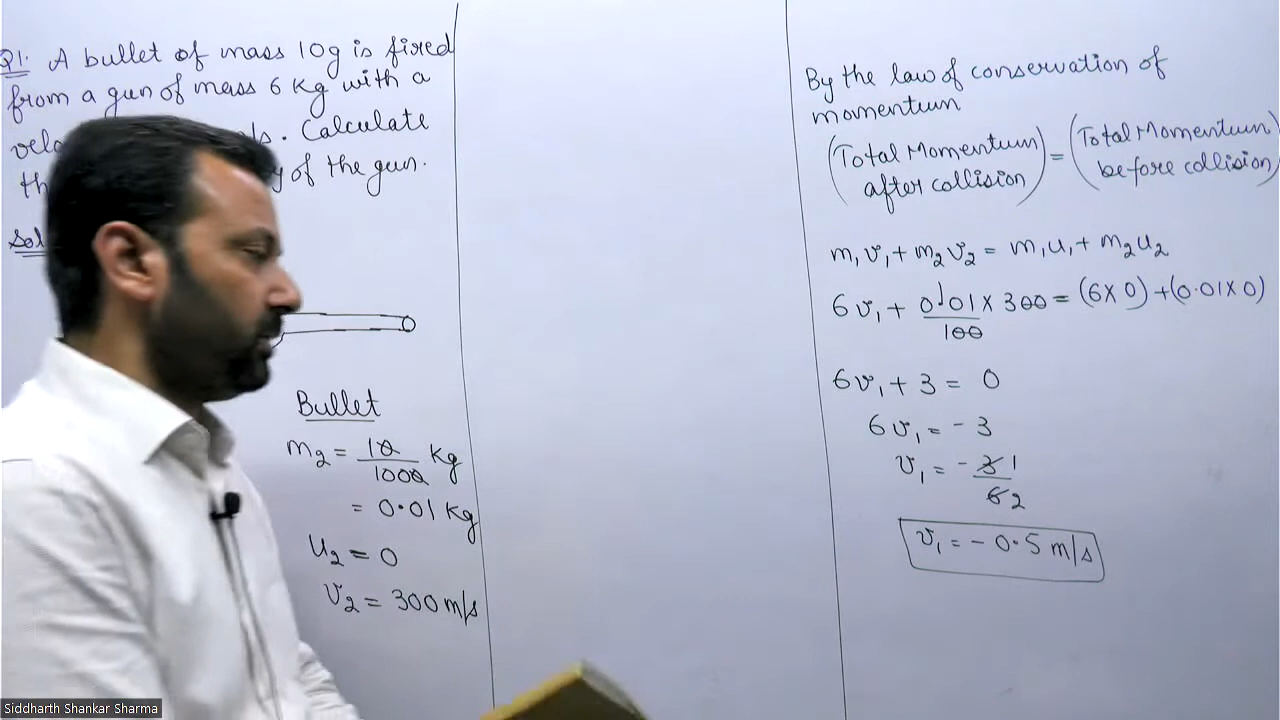 Q1: A bullet of mass 10g is fired
from a gun of mass 6 Kg with a
. Calculate
of the gun.
Bullet
m₂ = 10/1000 Kg
= 0.01 Kg
u₂ = 0
v₂ = 300 m/s
By the law of conservation of
momentum
(Total Momentum after collision) = (Total Momentum before collision)
m₁v₁ + m₂v₂ = m₁u₁ + m₂u₂
6v₁ + 0.01/100 × 300 = (6 X 0) + (0.01 X 0)
6v₁ + 3 = 0
6v₁ = - 3
v₁ = - 3/6 1/2
v₁ = - 0.5 m/s
Siddharth Shankar Sharma